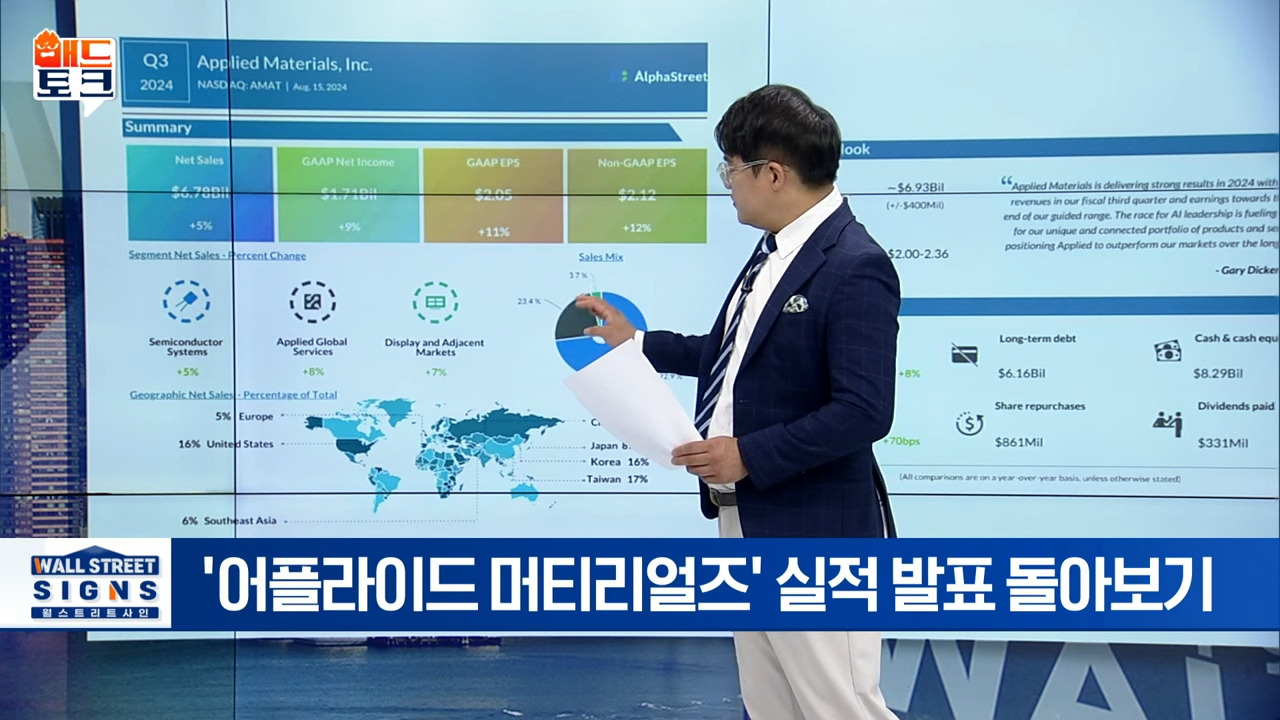 매드
토크
Q3
2024
Applied Materials, Inc.
NASDAQ: AMAT | Aug. 15, 2024
AlphaStreet
Summary
Net Sales
$6.78Bil
+5%
GAAP Net Income
$1.71Bil
+9%
GAAP EPS
$2.05
+11%
Non-GAAP EPS
$2.12
+12%
Segment Net Sales - Percent Change
Semiconductor
Systems
+5%
Applied Global
Services
+8%
Display and Adjacent
Markets
+7%
Sales Mix
3.7 %
23.4 %
Geographic Net Sales - Percentage of Total
5% Europe
16% United States
6% Southeast Asia
Japan
Korea 16%
Taiwan 17%
look
~$6.93Bil
(+/-$400Mil)
$2.00-2.36
“Applied Materials is delivering strong results in 2024 with
revenues in our fiscal third quarter and earnings towards
end of our guided range. The race for AI leadership is fueling
for our unique and connected portfolio of products and
positioning Applied to outperform our markets over the
- Gary
+8%
+70bps
Long-term debt
$6.16Bil
Cash & cash
$8.29Bil
Share repurchases
$861Mil
Dividends paid
$331Mil
(All comparisons are on a year-over-year basis, unless otherwise stated)
WALL STREET
SIGNS
월스트리트사인
'어플라이드 머티리얼즈' 실적 발표 돌아보기